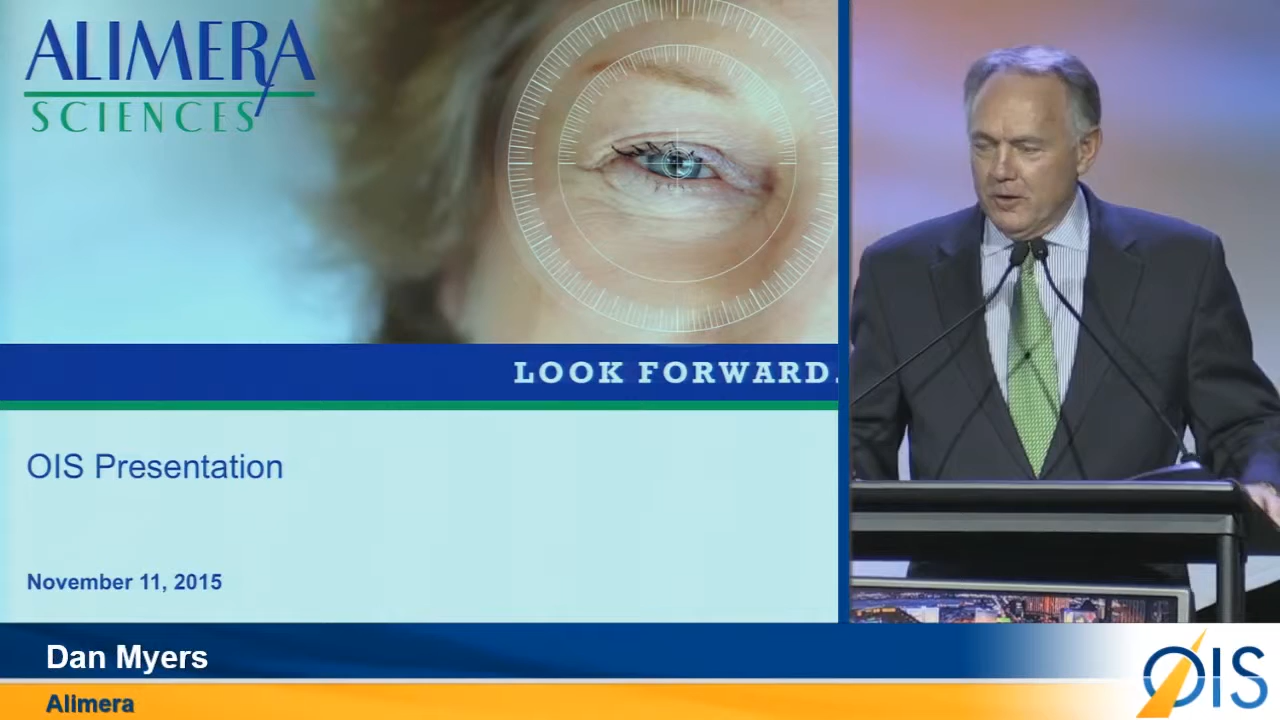 ALIMERA
SCIENCES
LOOK FORWARD.
OIS Presentation
November 11, 2015
Dan Myers
Alimera
OIS